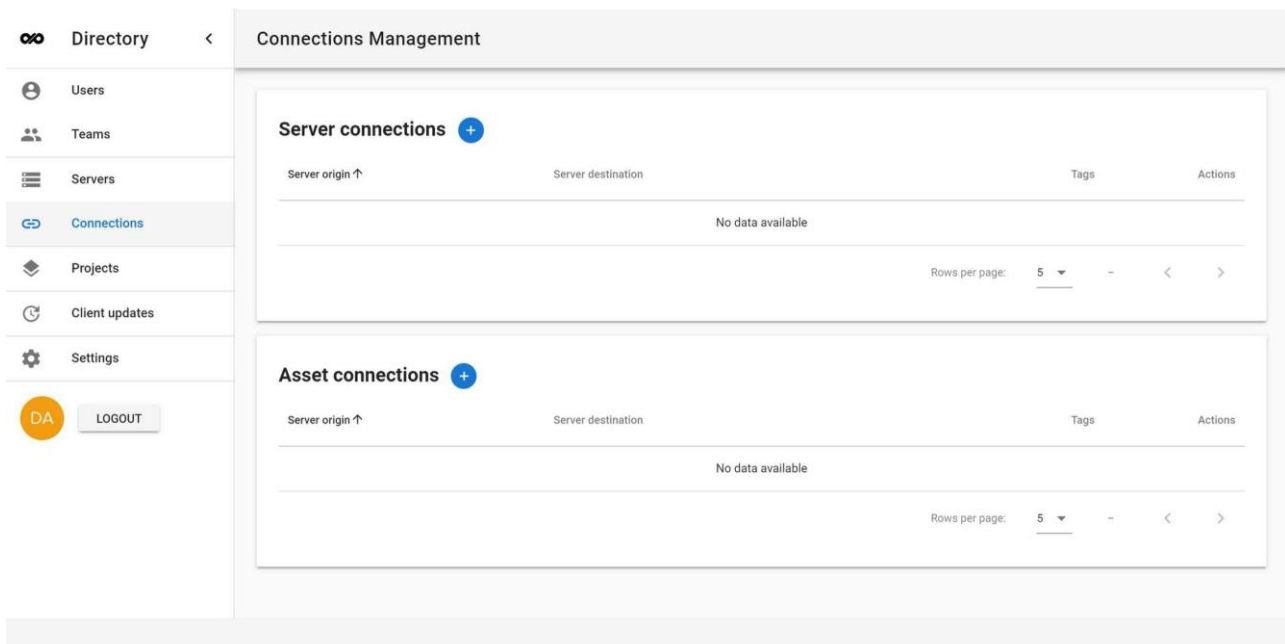 Directory
Connections Management
Users
Teams
Servers
Connections
Projects
Client updates
Settings
DA LOGOUT
Server connections
Server origin Server destination Tags Actions
No data available
Rows per page: 5 –
Asset connections
Server origin Server destination Tags Actions
No data available
Rows per page: 5 –